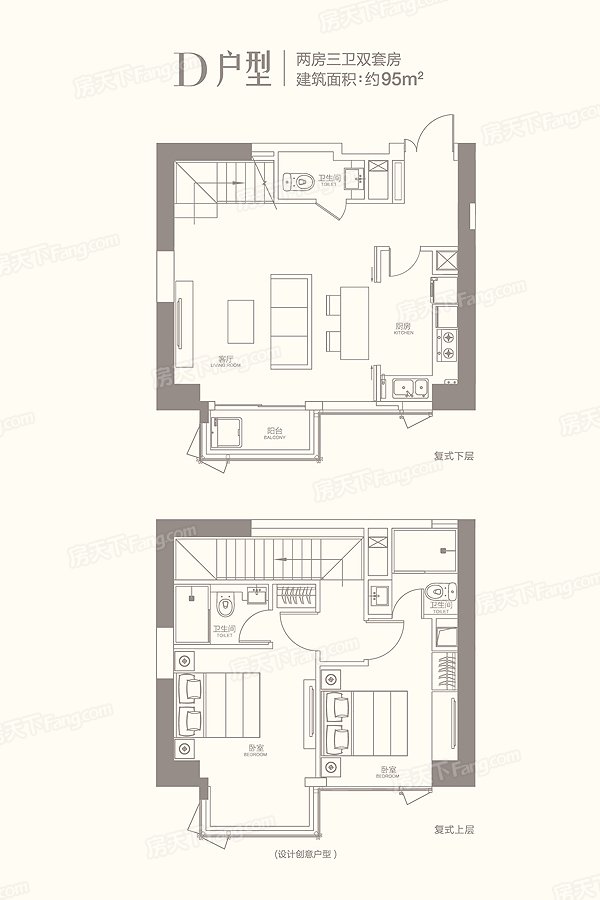 D户型
两房三卫双套房
建筑面积：约95m²
卫生间
TOILET
厨房
KITCHEN
客厅
LIVING ROOM
阳台
BALCONY
复式下层
卫生间
TOILET
卫生间
TOILET
卧室
BEDROOM
卧室
BEDROOM
复式上层
(设计创意户型)
房天下Fang.com